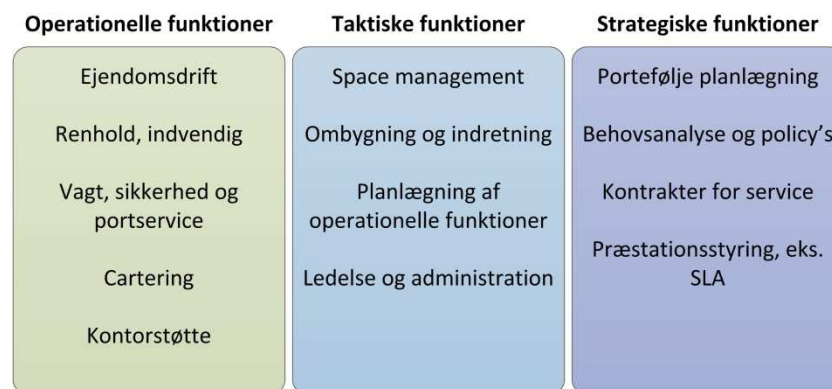 Operationelle funktioner
Ejendomsdrift
Renhold, indvendig
Vagt, sikkerhed og
portservice
Cartering
Kontorstøtte
Taktiske funktioner
Space management
Ombygning og indretning
Planlægning af
operationelle funktioner
Ledelse og administration
Strategiske funktioner
Portefølje planlægning
Behovsanalyse og policy’s
Kontrakter for service
Præstationsstyring, eks.
SLA